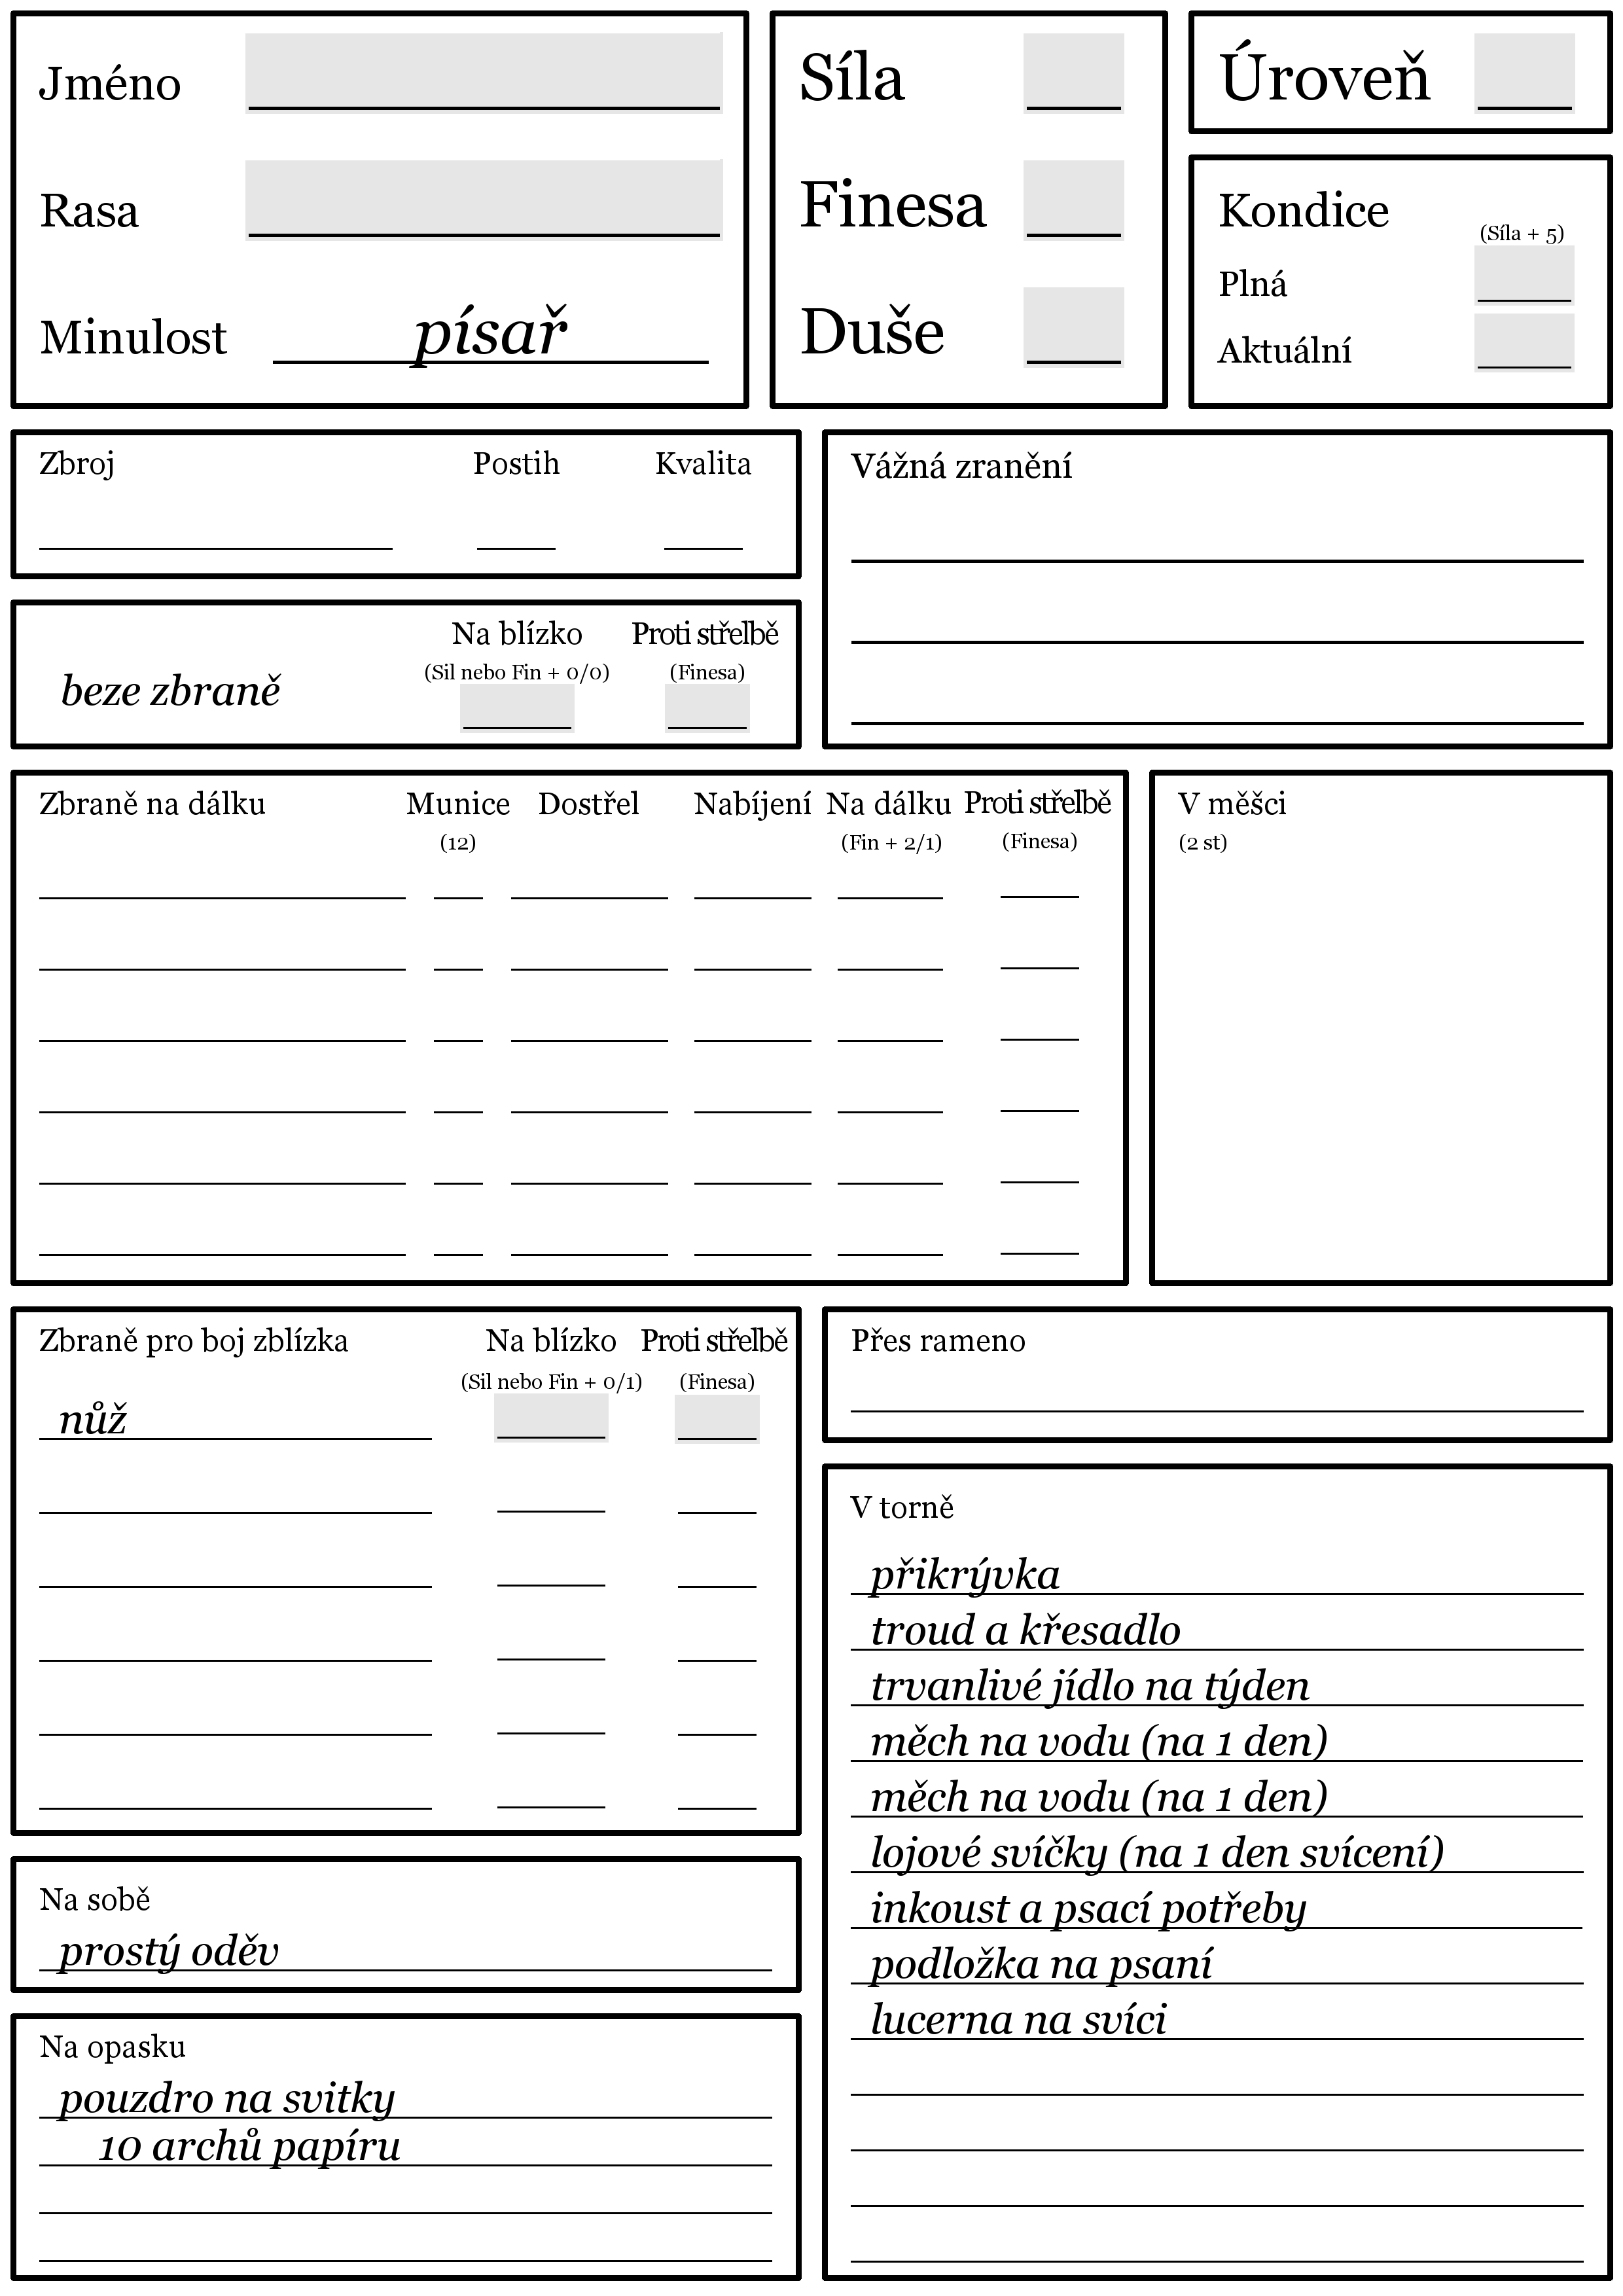 Jméno
Rasa
Minulost písař
Síla
Finesa
Duše
Úroveň
Kondice
(Síla + 5)
Plná
Aktuální
Zbroj Postih Kvalita
Vážná zranění
Na blízko Proti střelbě
(Sil nebo Fin + 0/0) (Finesa)
beze zbraně
Zbraně na dálku Munice Dostřel Nabíjení Na dálku Proti střelbě
(12) (Fin + 2/1) (Finesa)
V měšci
(2 st)
Zbraně pro boj zblízka Na blízko Proti střelbě
(Sil nebo Fin + 0/1) (Finesa)
nůž
Přes rameno
V torně
přikrývka
troud a křesadlo
trvanlivé jídlo na týden
měch na vodu (na 1 den)
měch na vodu (na 1 den)
lojové svíčky (na 1 den svícení)
inkoust a psací potřeby
podložka na psaní
lucerna na svíci
Na sobě
prostý oděv
Na opasku
pouzdro na svitky
10 archů papíru